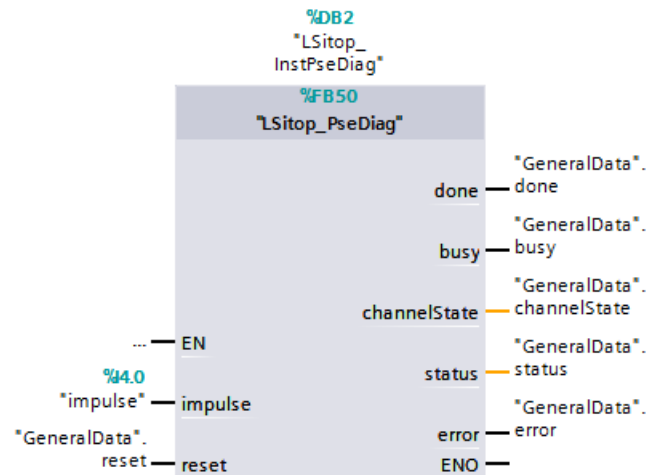 %DB2
"LSitop_
InstPseDiag"
%FB50
"LSitop_PseDiag"
"GeneralData".
done
done
"GeneralData".
busy
busy
"GeneralData".
channelState
channelState
...
EN
"GeneralData".
status
status
%I4.0
"impulse"
impulse
"GeneralData".
error
error
"GeneralData".
reset
reset
ENO